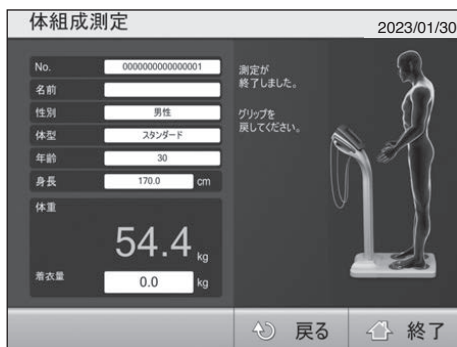 体組成測定
2023/01/30
No. 0000000000000001
名前
性別 男性
体型 スタンダード
年齢 30
身長 170.0 cm
体重
54.4 kg
着衣量 0.0 kg
測定が
終了しました。
グリップを
戻してください。
戻る
終了